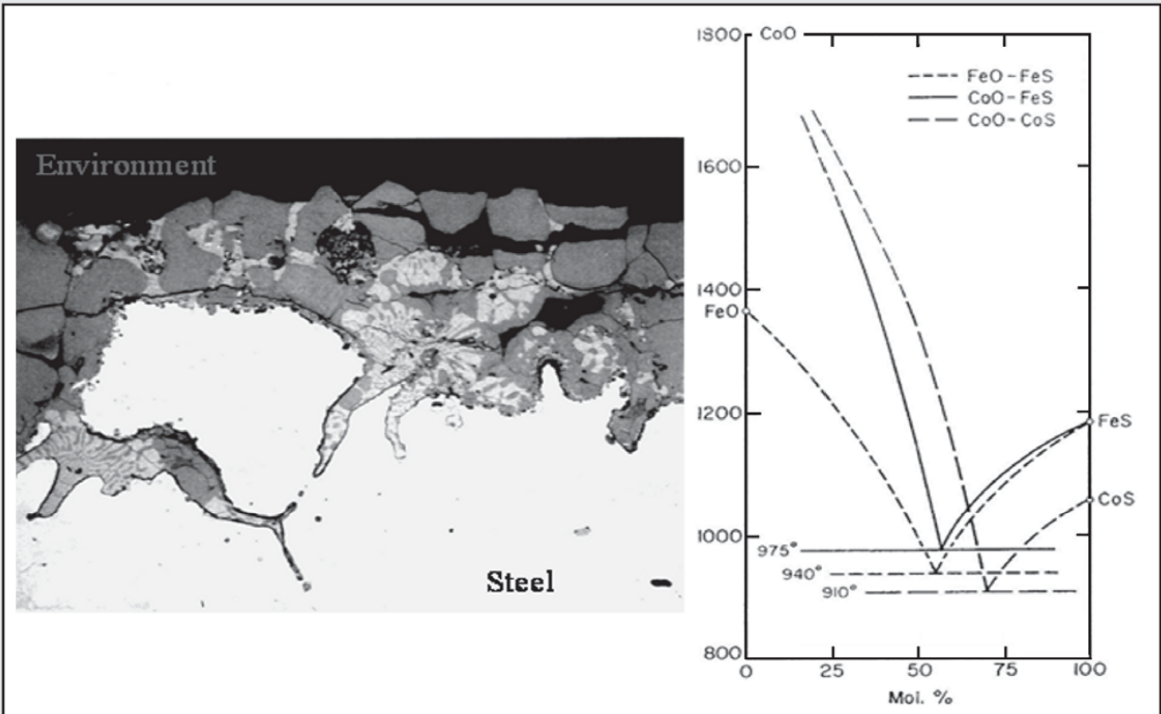 Environment
Steel
1800
CoO
FeO-FeS
CoO-FeS
CoO-CoS
1600
1400
FeO
1200
FeS
CoS
1000
975°
940°
910°
800
0 25 50 75 100
Mol. %